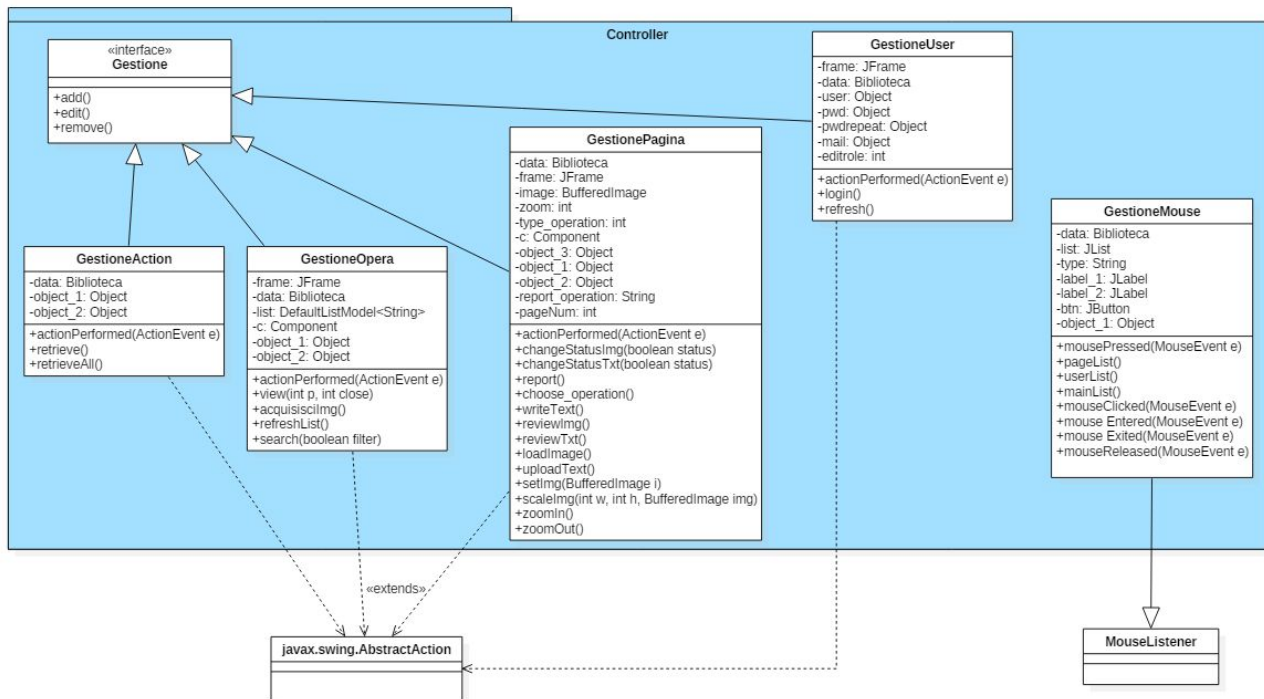 Controller
«interface»
Gestione
+add()
+edit()
+remove()
GestioneUser
-frame: JFrame
-data: Biblioteca
-user: Object
-pwd: Object
-pwdrepeat: Object
-mail: Object
-editrole: int
+actionPerformed(ActionEvent e)
+login()
+refresh()
GestionePagina
-data: Biblioteca
-frame: JFrame
-image: BufferedImage
-zoom: int
-type_operation: int
-c: Component
-object_3: Object
-object_1: Object
-object_2: Object
-report_operation: String
-pageNum: int
+actionPerformed(ActionEvent e)
+changeStatusImg(boolean status)
+changeStatusTxt(boolean status)
+report()
+choose_operation()
+writeText()
+reviewImg()
+reviewTxt()
+loadImage()
+uploadText()
+setImg(BufferedImage i)
+scaleImg(int w, int h, BufferedImage img)
+zoomIn()
+zoomOut()
GestioneMouse
-data: Biblioteca
-list: JList
-type: String
-label_1: JLabel
-label_2: JLabel
-btn: JButton
-object_1: Object
+mousePressed(MouseEvent e)
+pageList()
+userList()
+mainList()
+mouseClicked(MouseEvent e)
+mouse Entered(MouseEvent e)
+mouse Exited(MouseEvent e)
+mouseReleased(MouseEvent e)
GestioneAction
-data: Biblioteca
-object_1: Object
-object_2: Object
+actionPerformed(ActionEvent e)
+retrieve()
+retrieveAll()
GestioneOpera
-frame: JFrame
-data: Biblioteca
-list: DefaultListModel<String>
-c: Component
-object_1: Object
-object_2: Object
+actionPerformed(ActionEvent e)
+view(int p, int close)
+acquisisciImg()
+refreshList()
+search(boolean filter)
«extends»
javax.swing.AbstractAction
MouseListener